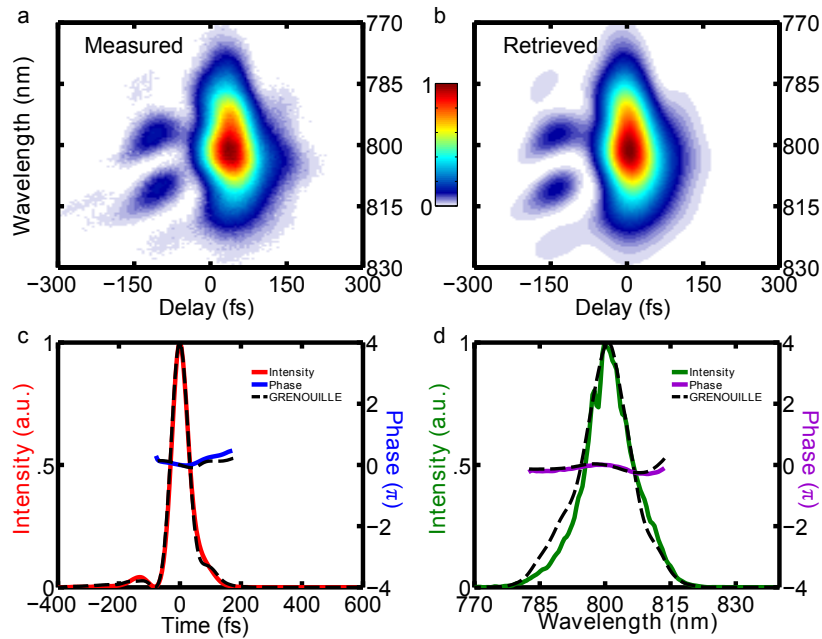 a
Measured
Wavelength (nm)
770
785
800
815
830
−300 −150 0 150 300
Delay (fs)
1
0
b
Retrieved
770
785
800
815
830
−300 −150 0 150 300
Delay (fs)
c
Intensity
Phase
GRENOUILLE
Intensity (a.u.)
1
.5
0
4
2
0
−2
−4
Phase (π)
−400 −200 0 200 400 600
Time (fs)
d
Intensity
Phase
GRENOUILLE
Intensity (a.u.)
1
.5
0
4
2
0
−2
−4
Phase (π)
770 785 800 815 830
Wavelength (nm)